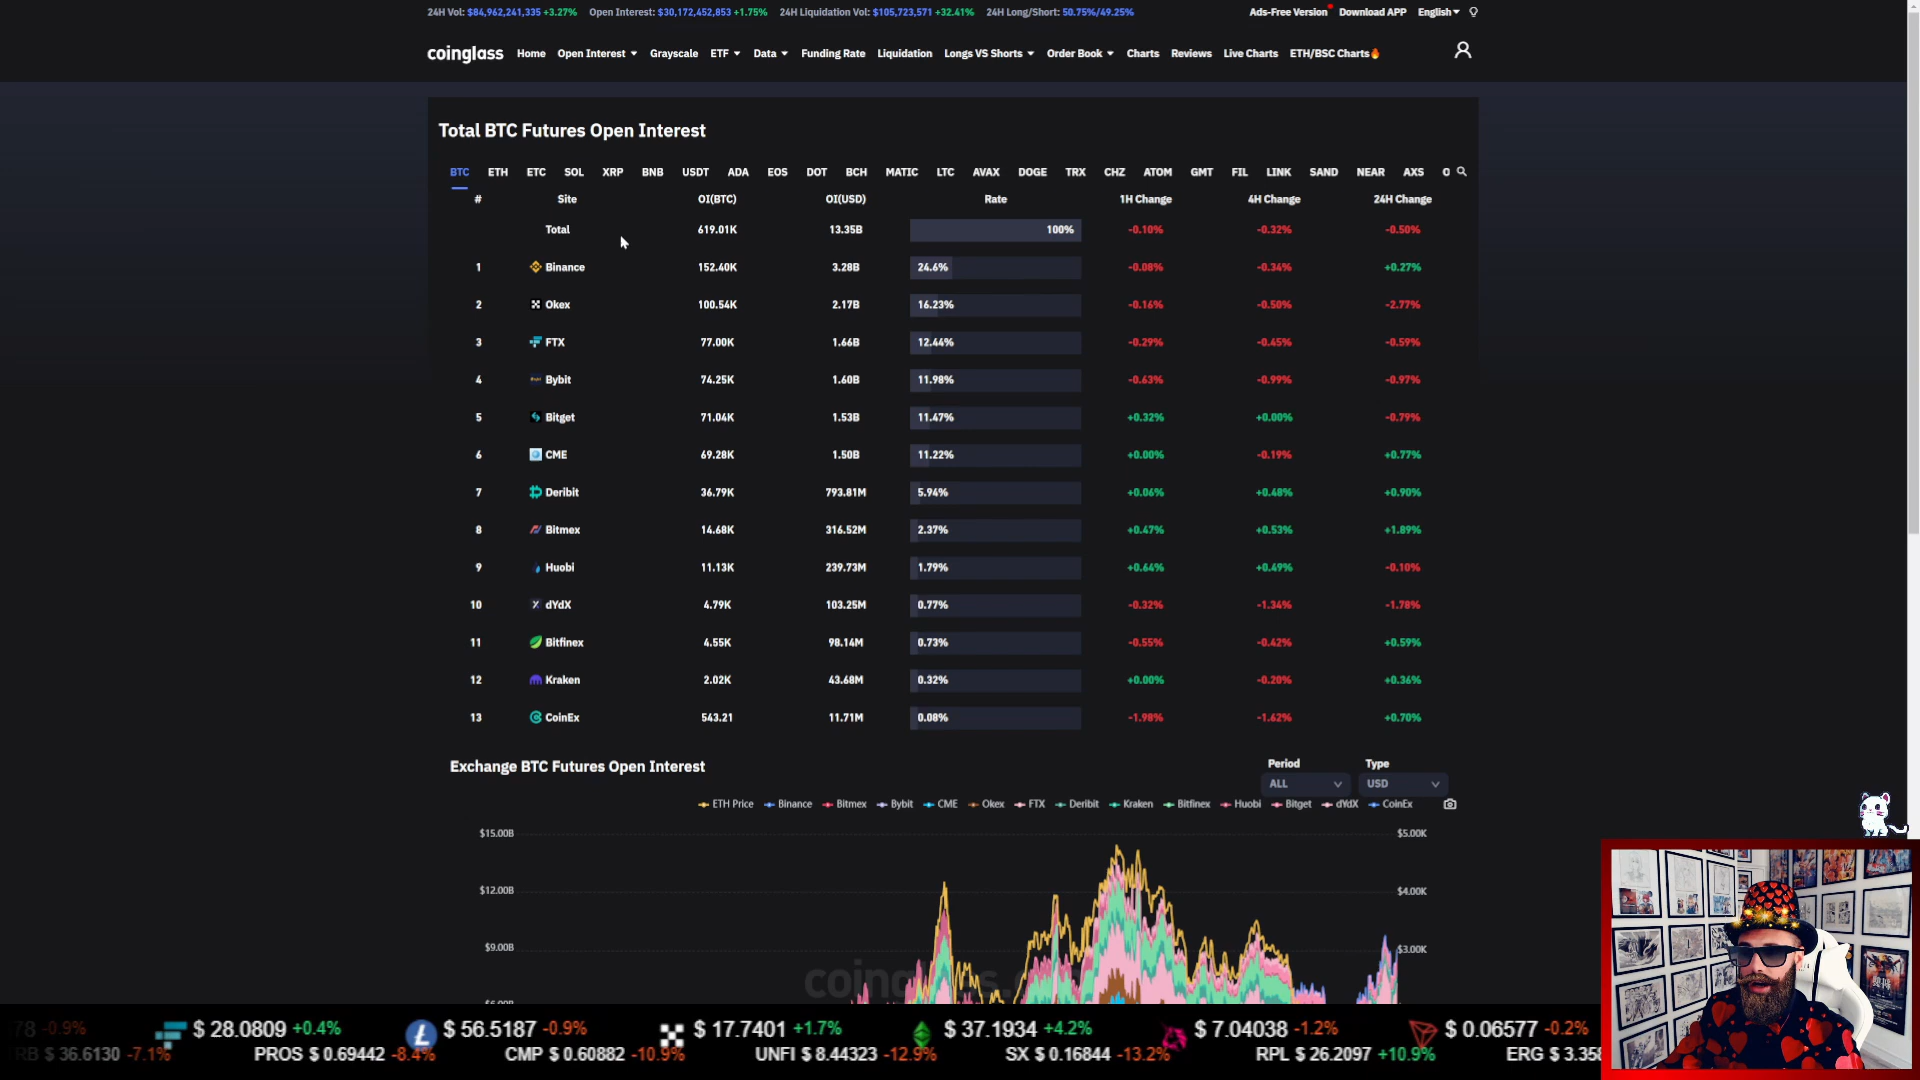 24H Vol: $84,962,241,335 +3.27% Open Interest: $30,172,452,853 +1.75% 24H Liquidation Vol: $105,723,571 +32.41% 24H Long/Short: 50.75%/49.25% Ads-Free Version Download APP English
coinglass Home Open Interest Grayscale ETF Data Funding Rate Liquidation Longs VS Shorts Order Book Charts Reviews Live Charts ETH/BSC Charts
Total BTC Futures Open Interest
BTC ETH ETC SOL XRP BNB USDT ADA EOS DOT BCH MATIC LTC AVAX DOGE TRX CHZ ATOM GMT FIL LINK SAND NEAR AXS
# Site OI(BTC) OI(USD) Rate 1H Change 4H Change 24H Change
Total 619.01K 13.35B 100% -0.10% -0.32% -0.50%
1 Binance 152.40K 3.28B 24.6% -0.08% -0.34% +0.27%
2 Okex 100.54K 2.17B 16.23% -0.16% -0.50% -2.77%
3 FTX 77.00K 1.66B 12.44% -0.29% -0.45% -0.59%
4 Bybit 74.25K 1.60B 11.98% -0.63% -0.99% -0.97%
5 Bitget 71.04K 1.53B 11.47% +0.32% +0.00% -0.79%
6 CME 69.28K 1.50B 11.22% +0.00% -0.19% +0.77%
7 Deribit 36.79K 793.81M 5.94% +0.06% +0.48% +0.90%
8 Bitmex 14.68K 316.52M 2.37% +0.47% +0.53% +1.89%
9 Huobi 11.13K 239.73M 1.79% +0.64% +0.49% -0.10%
10 dYdX 4.79K 103.25M 0.77% -0.32% -1.34% -1.78%
11 Bitfinex 4.55K 98.14M 0.73% -0.55% -0.42% +0.59%
12 Kraken 2.02K 43.68M 0.32% +0.00% -0.20% +0.36%
13 CoinEx 543.21 11.71M 0.08% -1.98% -1.62% +0.70%
Exchange BTC Futures Open Interest Period Type
ALL USD
ETH Price Binance Bitmex Bybit CME Okex FTX Deribit Kraken Bitfinex Huobi Bitget dYdX CoinEx
$15.00B $5.00K
$12.00B $4.00K
$9.00B $3.00K
78 -0.9% $ 28.0809 +0.4% $ 56.5187 -0.9% $ 17.7401 +1.7% $ 37.1934 +4.2% $ 7.04038 -1.2% $ 0.06577 -0.2%
RB $ 36.6130 -7.1% PROS $ 0.69442 -8.4% CMP $ 0.60882 -10.9% UNFI $ 8.44323 -12.9% SX $ 0.16844 -13.2% RPL $ 26.2097 +10.9% ERG $ 3.358